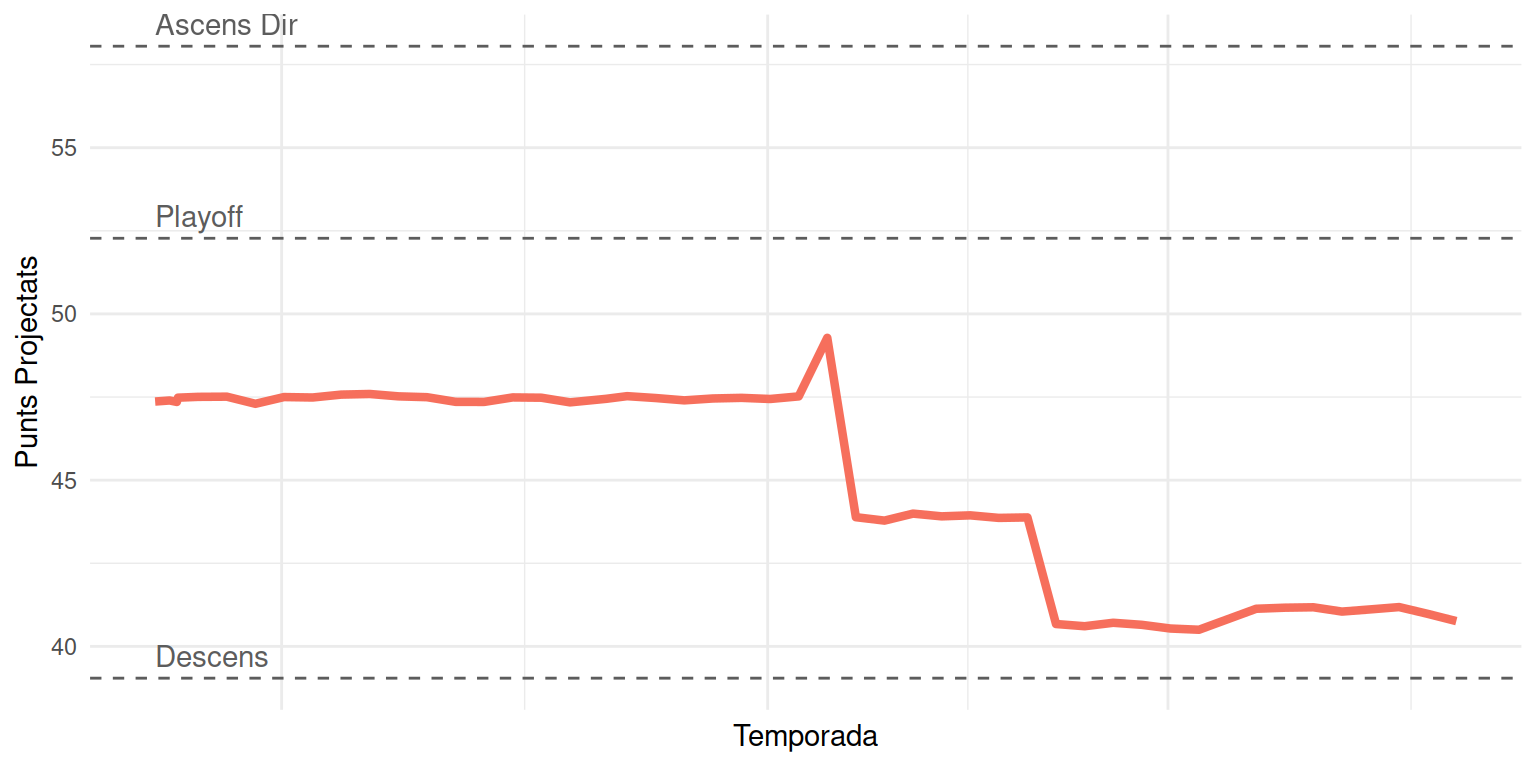 Ascens Dir
55
Playoff
50
45
40
Descens
Punts Projectats
Temporada